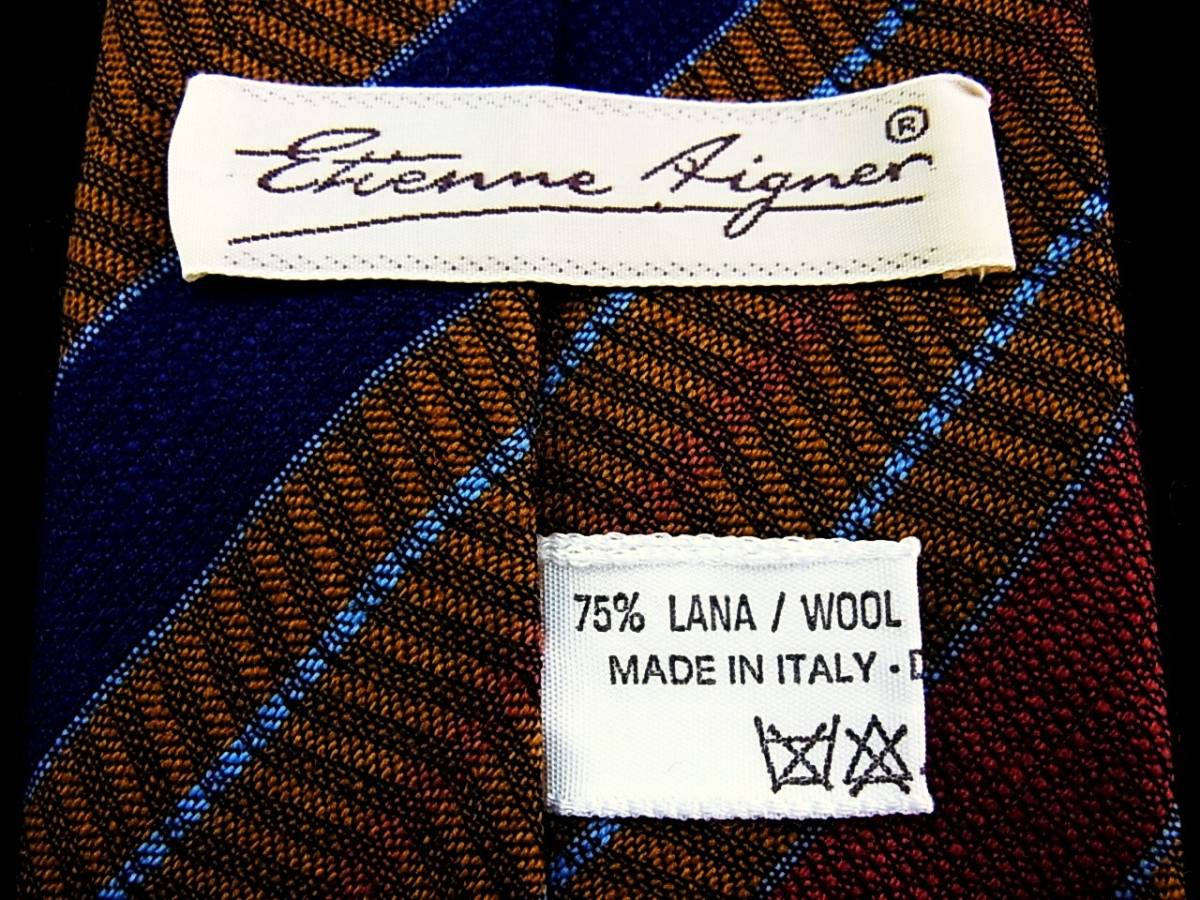 Etienne Aigner ®
75% LANA / WOOL
MADE IN ITALY • D